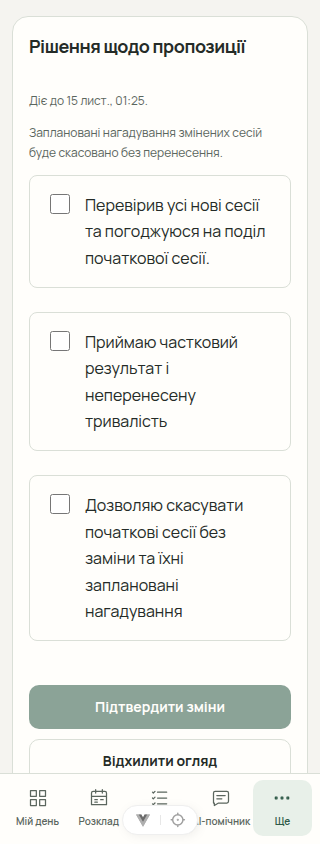 Рішення щодо пропозиції
Діє до 15 лист., 01:25.
Заплановані нагадування змінених сесій
буде скасовано без перенесення.
Перевірив усі нові сесії
та погоджуюся на поділ
початкової сесії.
Приймаю частковий
результат і
неперенесену
тривалість
Дозволяю скасувати
початкові сесії без
заміни та їхні
заплановані
нагадування
Підтвердити зміни
Відхилити огляд
Мій день
Розклад
-помічник
Ще